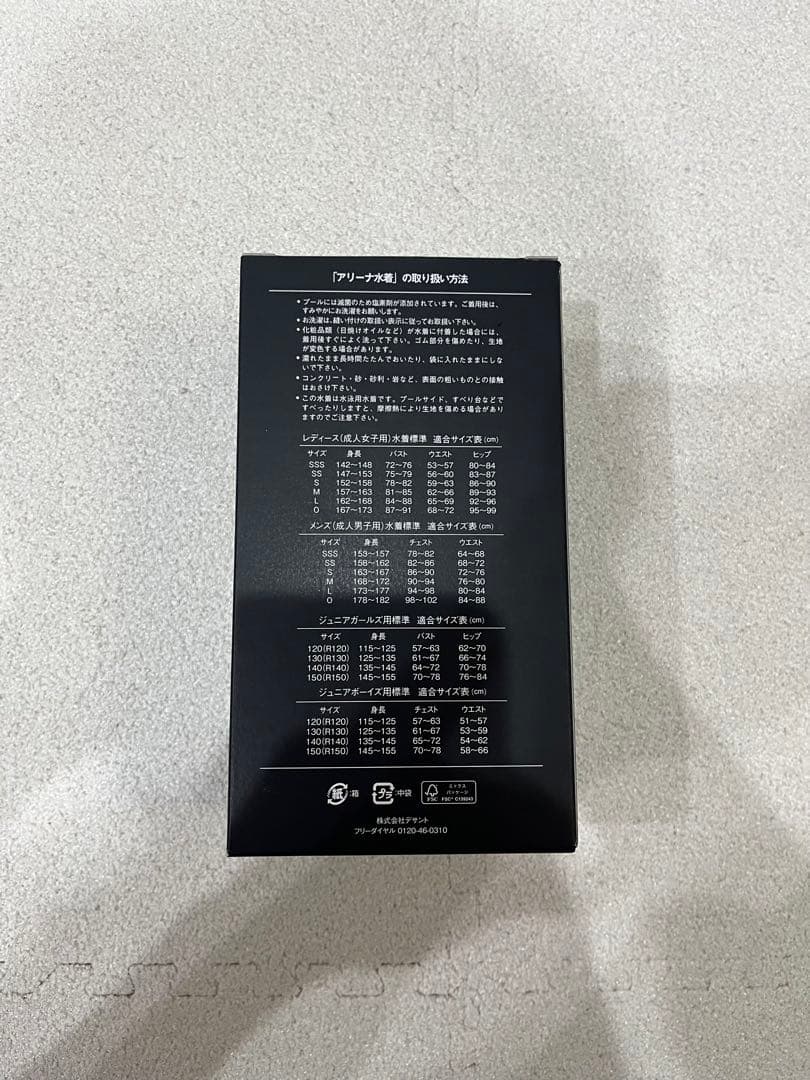 「アリーナ水着」の取り扱い方法
・プールには滅菌のため塩素剤が添加されています。ご着用後は、
すみやかにお洗濯をお願いします。
・お洗濯は、縫い付けの取扱い表示に従ってお取扱い下さい。
・化粧品類（日焼けオイルなど）が水着に付着した場合には、
着用後すぐによく洗って下さい。ゴム部分を傷めたり、生地
が変色する場合があります。
・濡れたまま長時間たたんでおいたり、袋に入れたままにしな
いで下さい。
・コンクリート・砂・砂利・岩など、表面の粗いものとの接触
はおさけ下さい。
・この水着は水泳用水着です。プールサイド、すべり台などで
すべったりしますと、摩擦熱により生地を傷める場合があり
ますのでご注意下さい。
レディース（成人女子用）水着標準 適合サイズ表（cm）
サイズ 身長 バスト ウエスト ヒップ
SSS 142〜148 72〜76 53〜57 80〜84
SS 147〜153 75〜79 56〜60 83〜87
S 152〜158 78〜82 59〜63 86〜90
M 157〜163 81〜85 62〜66 89〜93
L 162〜168 84〜88 65〜69 92〜96
O 167〜173 87〜91 68〜72 95〜99
メンズ（成人男子用）水着標準 適合サイズ表（cm）
サイズ 身長 チェスト ウエスト
SSS 153〜157 78〜82 64〜68
SS 158〜162 82〜86 68〜72
S 163〜167 86〜90 72〜76
M 168〜172 90〜94 76〜80
L 173〜177 94〜98 80〜84
O 178〜182 98〜102 84〜88
ジュニアガールズ用標準 適合サイズ表（cm）
サイズ 身長 バスト ヒップ
120(R120) 115〜125 57〜63 62〜70
130(R130) 125〜135 61〜67 66〜74
140(R140) 135〜145 64〜72 70〜78
150(R150) 145〜155 70〜78 76〜84
ジュニアボーイズ用標準 適合サイズ表（cm）
サイズ 身長 チェスト ウエスト
120(R120) 115〜125 57〜63 51〜57
130(R130) 125〜135 61〜67 53〜59
140(R140) 135〜145 65〜72 54〜62
150(R150) 145〜155 70〜78 58〜66
紙：箱 プラ：中袋 FSC ミックス パッケージ FSC® C128243
株式会社デサント
フリーダイヤル 0120-46-0310